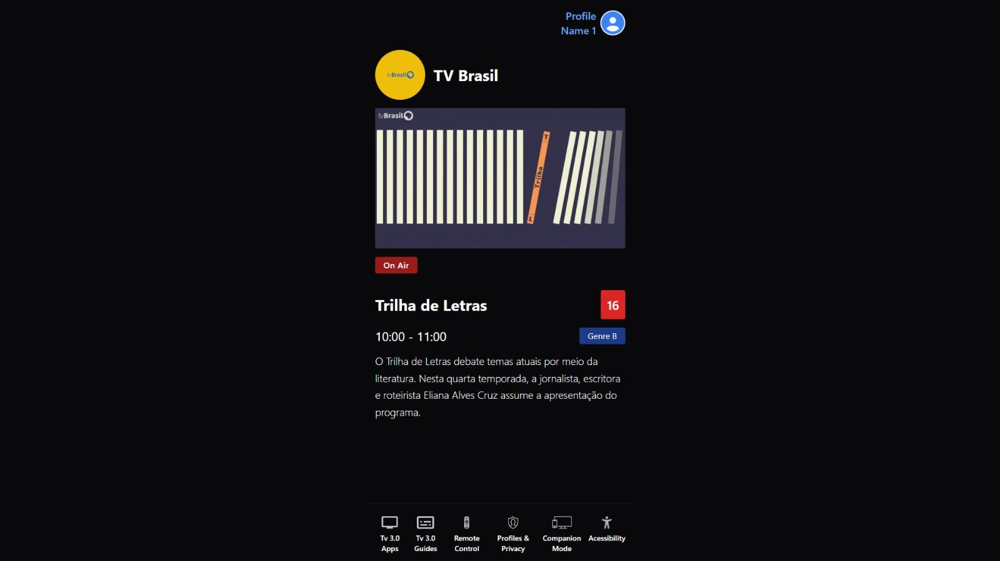 Profile
Name 1
tvBrasil
TV Brasil
tvBrasil
T
Trilha
L
On Air
Trilha de Letras
16
10:00 - 11:00
Genre B
O Trilha de Letras debate temas atuais por meio da
literatura. Nesta quarta temporada, a jornalista, escritora
e roteirista Eliana Alves Cruz assume a apresentação do
programa.
Tv 3.0
Apps
Tv 3.0
Guides
Remote
Control
Profiles &
Privacy
Companion
Mode
Acessibility